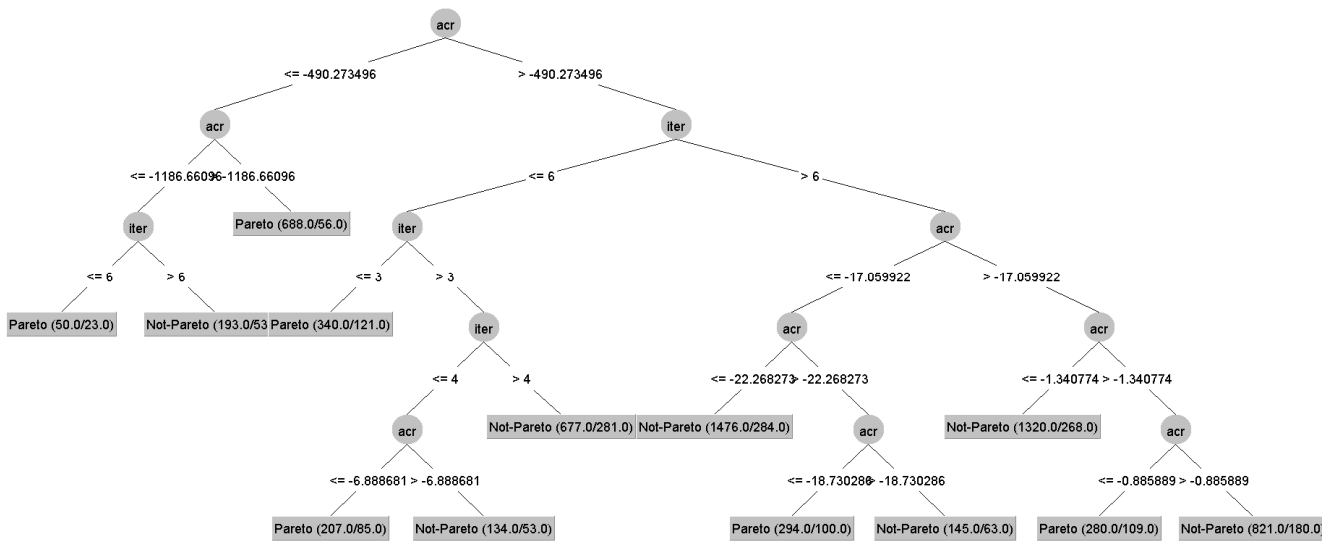 acr
<= -490.273496
> -490.273496
acr
iter
<= -1186.66096
> -1186.66096
<= 6
> 6
iter
Pareto (688.0/56.0)
iter
acr
<= 6
> 6
<= 3
> 3
<= -17.059922
> -17.059922
Pareto (50.0/23.0)
Not-Pareto (193.0/53
Pareto (340.0/121.0)
iter
acr
acr
<= 4
> 4
<= -22.268273
> -22.268273
<= -1.340774
> -1.340774
acr
Not-Pareto (677.0/281.0)
Not-Pareto (1476.0/284.0)
acr
Not-Pareto (1320.0/268.0)
acr
<= -6.888681
> -6.888681
<= -18.730286
> -18.730286
<= -0.885889
> -0.885889
Pareto (207.0/85.0)
Not-Pareto (134.0/53.0)
Pareto (294.0/100.0)
Not-Pareto (145.0/63.0)
Pareto (280.0/109.0)
Not-Pareto (821.0/180.0)